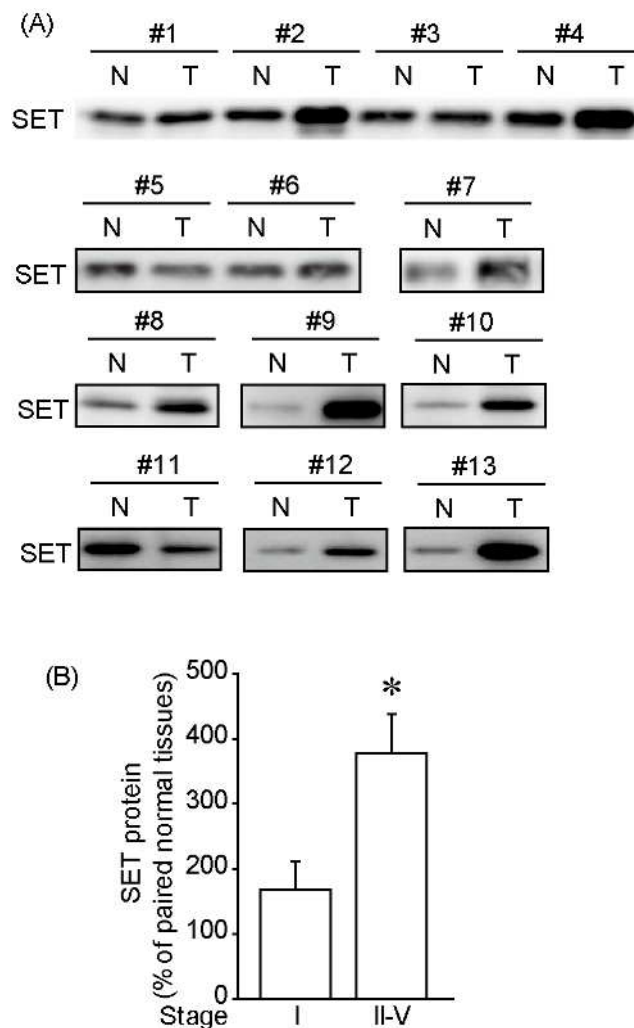 (A)
#1 #2 #3 #4
N T N T N T N T
SET
#5 #6 #7
N T N T N T
SET
#8 #9 #10
N T N T N T
SET
#11 #12 #13
N T N T N T
SET
(B)
SET protein
(% of paired normal tissues)
500
400
300
200
100
0
*
Stage I II-V